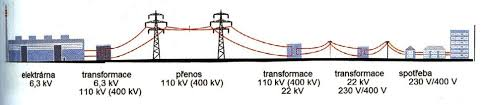 elektrárna
6,3 kV
transformace
6,3 kV
110 kV (400 kV)
přenos
110 kV (400 kV)
transformace
110 kV (400 kV)
22 kV
transformace
22 kV
230 V/400 V
spotřeba
230 V/400 V